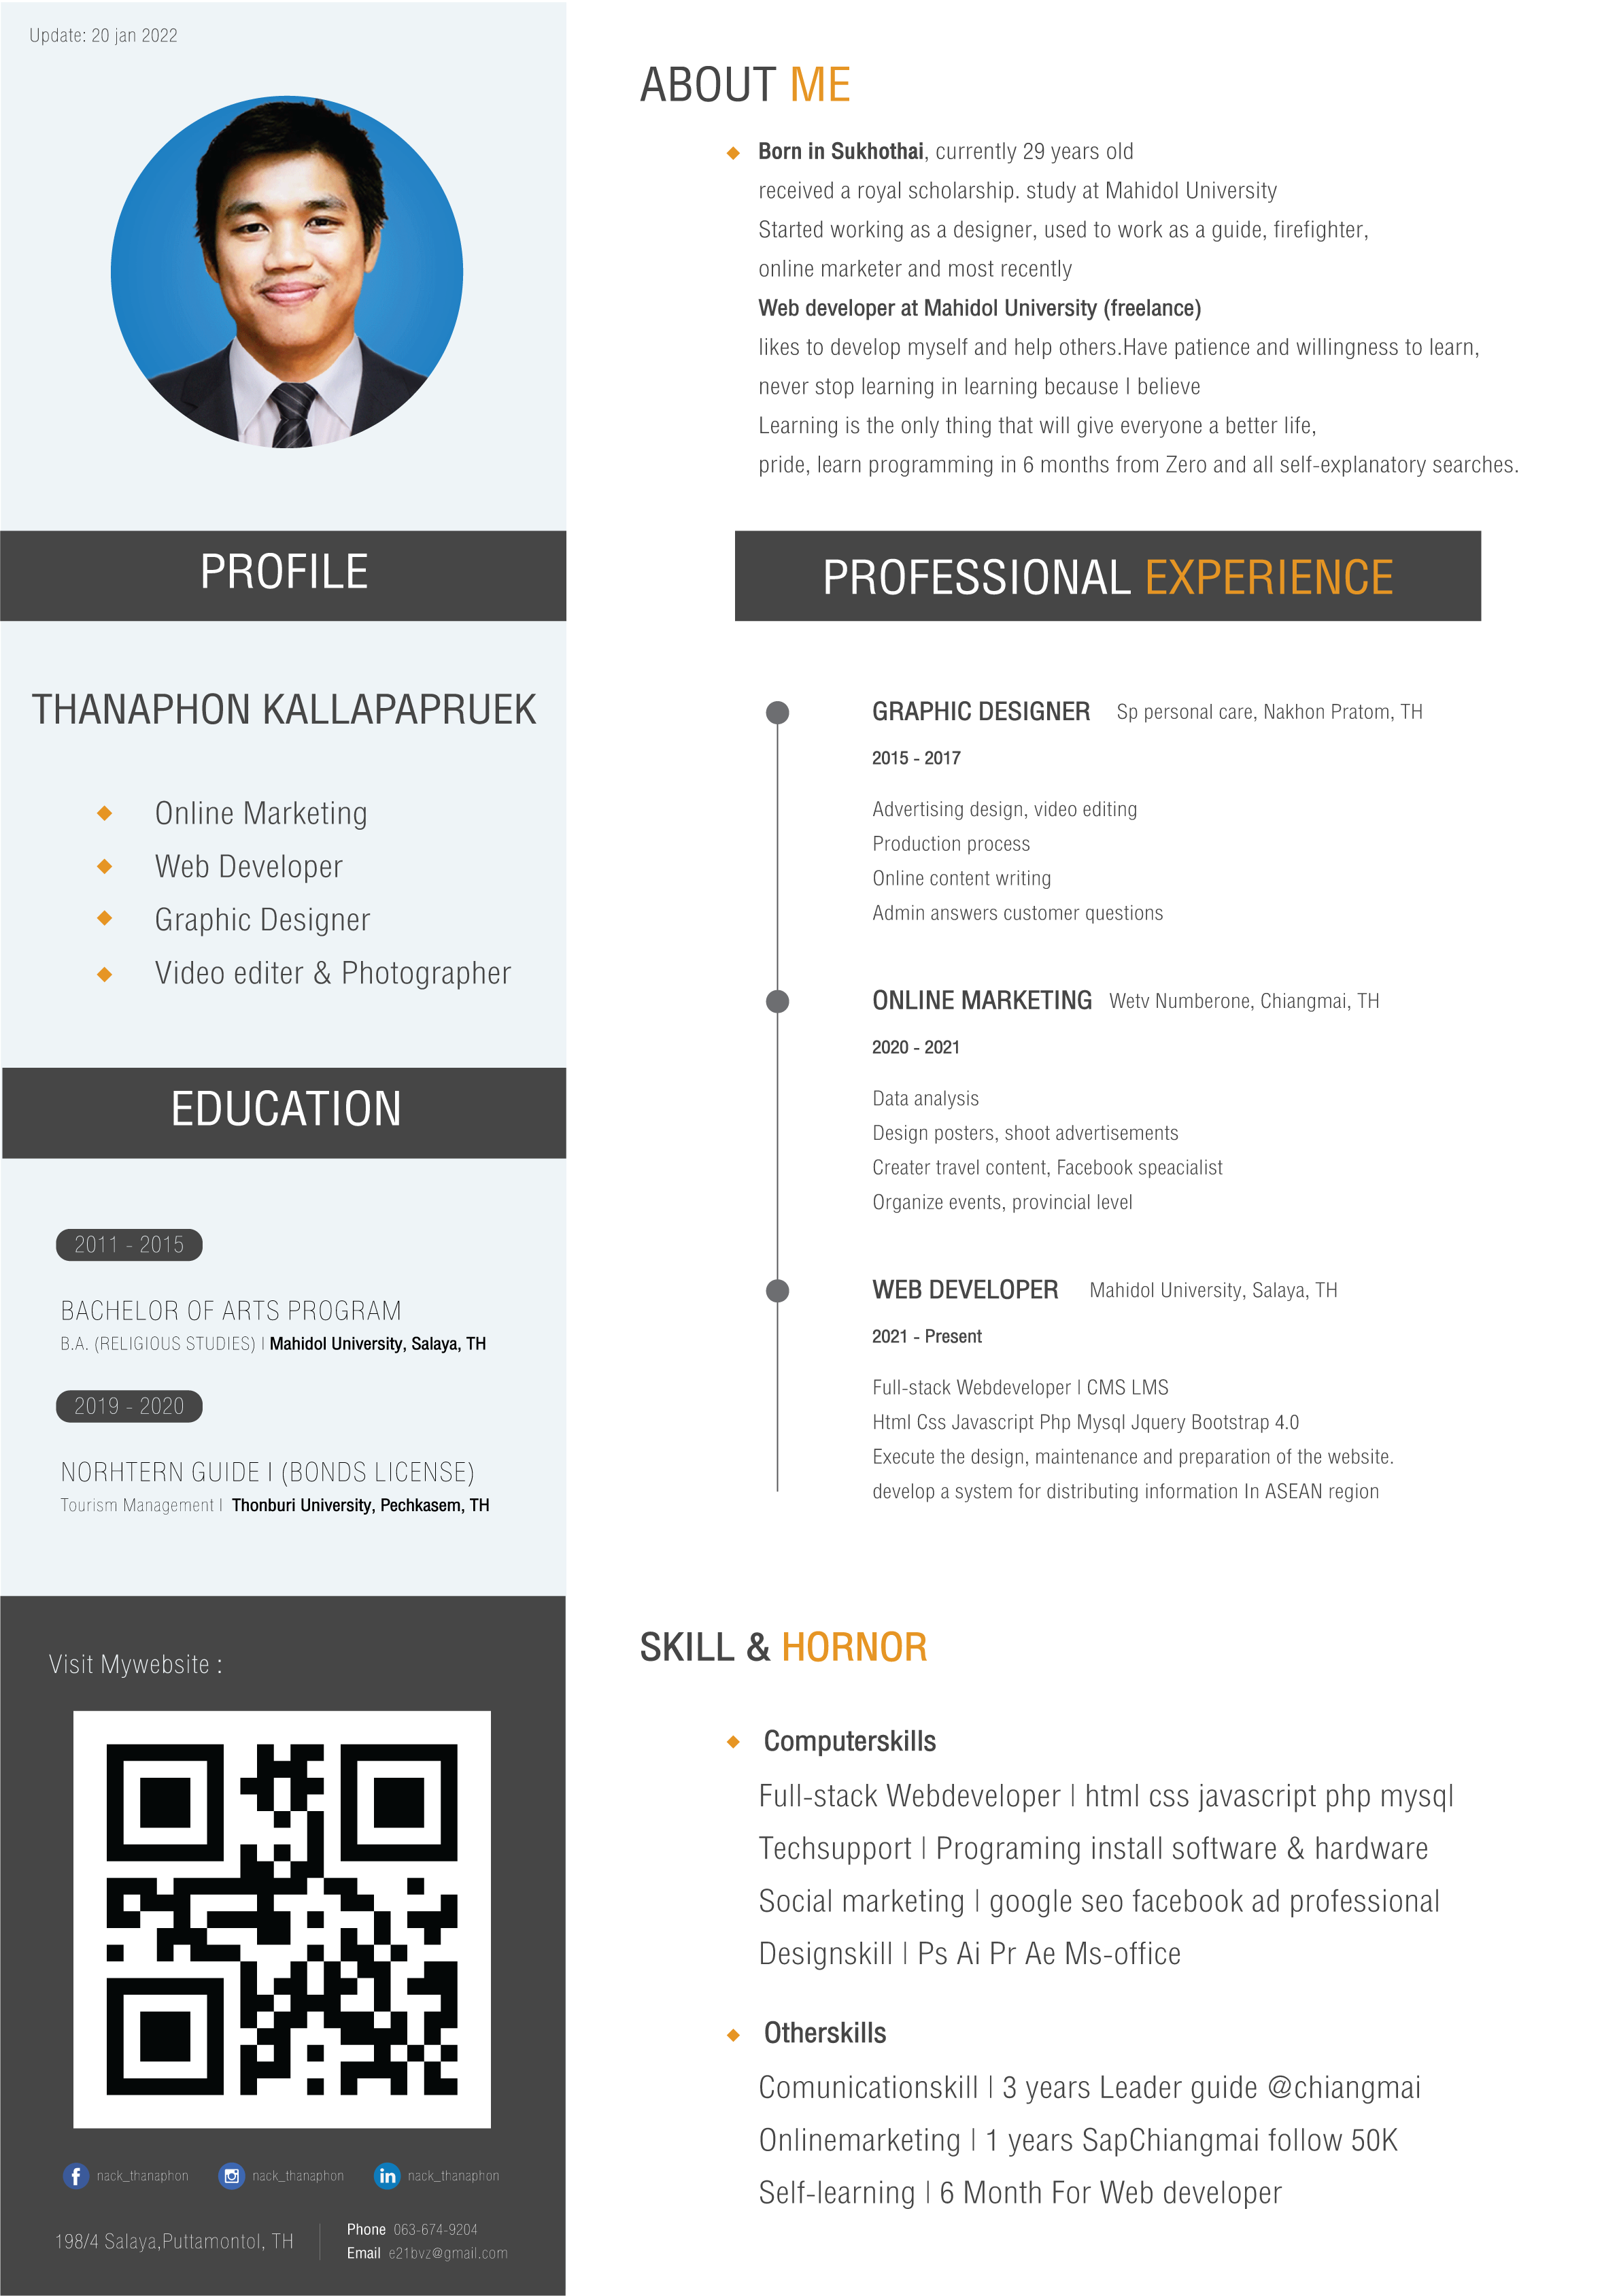 Update: 20 jan 2022
PROFILE
THANAPHON KALLAPAPRUEK
Online Marketing
Web Developer
Graphic Designer
Video editer & Photographer
EDUCATION
2011 - 2015
BACHELOR OF ARTS PROGRAM
B.A. (RELIGIOUS STUDIES) | Mahidol University, Salaya, TH
2019 - 2020
NORHTERN GUIDE | (BONDS LICENSE)
Tourism Management | Thonburi University, Pechkasem, TH
Visit Mywebsite :
nack_thanaphon nack_thanaphon nack_thanaphon
198/4 Salaya,Puttamontol, TH
Phone 063-674-9204
Email e21bvz@gmail.com
ABOUT ME
Born in Sukhothai, currently 29 years old
received a royal scholarship. study at Mahidol University
Started working as a designer, used to work as a guide, firefighter,
online marketer and most recently
Web developer at Mahidol University (freelance)
likes to develop myself and help others.Have patience and willingness to learn,
never stop learning in learning because I believe
Learning is the only thing that will give everyone a better life,
pride, learn programming in 6 months from Zero and all self-explanatory searches.
PROFESSIONAL EXPERIENCE
GRAPHIC DESIGNER Sp personal care, Nakhon Pratom, TH
2015 - 2017
Advertising design, video editing
Production process
Online content writing
Admin answers customer questions
ONLINE MARKETING Wetv Numberone, Chiangmai, TH
2020 - 2021
Data analysis
Design posters, shoot advertisements
Creater travel content, Facebook speacialist
Organize events, provincial level
WEB DEVELOPER Mahidol University, Salaya, TH
2021 - Present
Full-stack Webdeveloper | CMS LMS
Html Css Javascript Php Mysql Jquery Bootstrap 4.0
Execute the design, maintenance and preparation of the website.
develop a system for distributing information In ASEAN region
SKILL & HORNOR
Computerskills
Full-stack Webdeveloper | html css javascript php mysql
Techsupport | Programing install software & hardware
Social marketing | google seo facebook ad professional
Designskill | Ps Ai Pr Ae Ms-office
Otherskills
Comunicationskill | 3 years Leader guide @chiangmai
Onlinemarketing | 1 years SapChiangmai follow 50K
Self-learning | 6 Month For Web developer